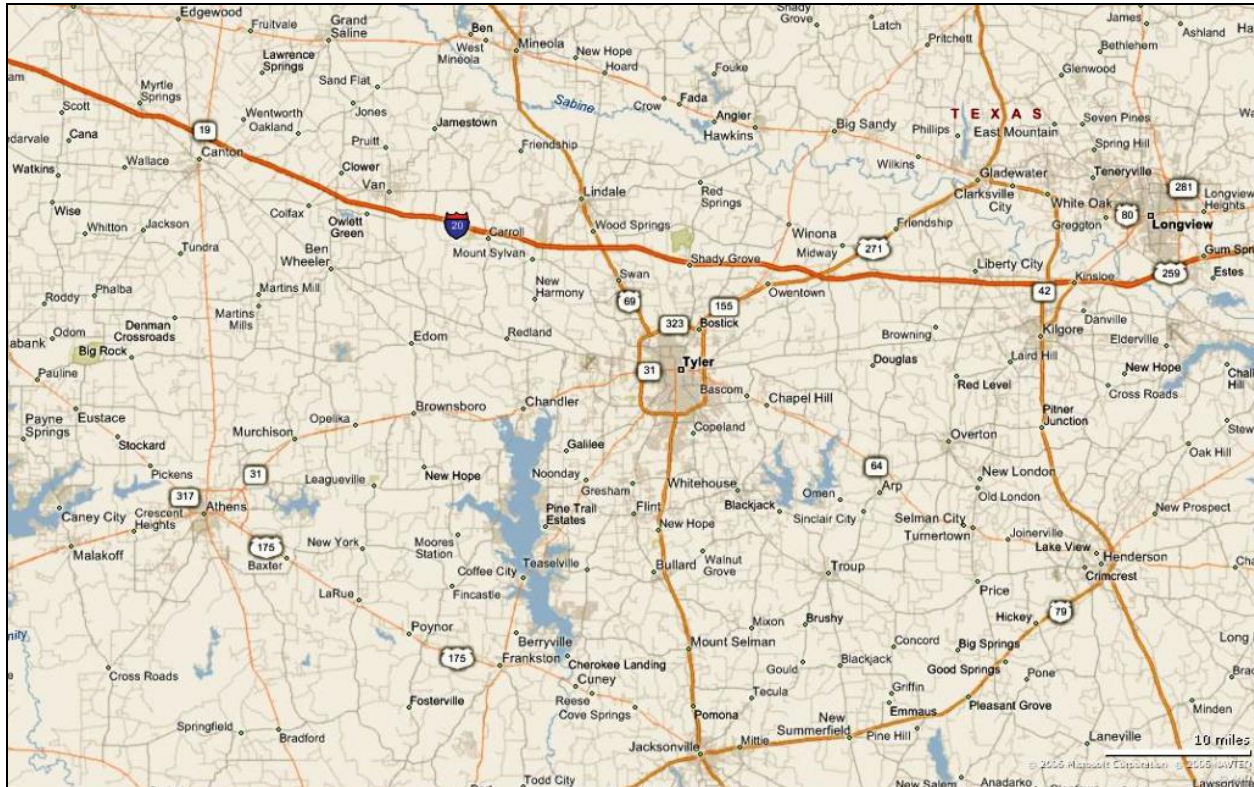 Edgewood
Fruitvale
Grand
Saline
Ben
West
Mineola
Mineola
New Hope
Hoard
Shady
Grove
Latch
Pritchett
James
Ashland
Bethlehem
Glenwood
Lawrence
Springs
Sand Flat
Fouke
Myrtle
Springs
Scott
Wentworth
Oakland
Jones
Sabine
Crow
Fada
Angler
Hawkins
Big Sandy
TEXAS
Phillips
East Mountain
Seven Pines
Spring Hill
Cana
19
Canton
Wallace
Watkins
Pruitt
Jamestown
Friendship
Clower
Van
Wilkins
Gladewater
Teneryville
Clarksville
City
White Oak
281
Longview
Heights
Wise
Whitton
Jackson
Colfax
Owlett
Green
20
Carroll
Lindale
Red
Springs
Wood Springs
Winona
Midway
Friendship
271
Greggton
80
Longview
Tundra
Ben
Wheeler
Mount Sylvan
Shady Grove
Liberty City
Gum Spri
Kinsloe
259
Estes
Roddy
Phalba
Martins Mill
Martins
Mills
New
Harmony
Swan
69
155
Owentown
42
Danville
Odom
Denman
Crossroads
Edom
Redland
323
Bostick
Browning
Kilgore
Elderville
Big Rock
Pauline
31
Tyler
Douglas
Laird Hill
New Hope
Red Level
Cross Roads
Bascom
Chapel Hill
Eustace
Payne
Springs
Stockard
Murchison
Opelika
Brownsboro
Chandler
Copeland
Pitner
Junction
Galilee
Overton
Oak Hill
Pickens
31
Leagueville
New Hope
Noonday
Gresham
Whitehouse
64
Arp
New London
Old London
317
Athens
Caney City
Crescent
Heights
Malakoff
Pine Trail
Estates
Flint
Blackjack
Omen
Sinclair City
Selman City
Turnertown
New Prospect
175
Baxter
New York
Moores
Station
New Hope
Walnut
Grove
Joinerville
Lake View
Henderson
Crimcrest
Coffee City
Teaselville
Bullard
Troup
LaRue
Fincastle
Price
79
Hickey
Poynor
Berryville
Mixon
Brushy
Mount Selman
Concord
Big Springs
175
Frankston
Cherokee Landing
Cuney
Gould
Blackjack
Good Springs
Pone
Cross Roads
Fosterville
Reese
Cove Springs
Tecula
Griffin
Emmaus
Pleasant Grove
Minden
Pomona
Springfield
Bradford
Jacksonville
Mittie
New
Summerfield
Pine Hill
Laneville
10 miles
Todd City
New Salem
Anadarko